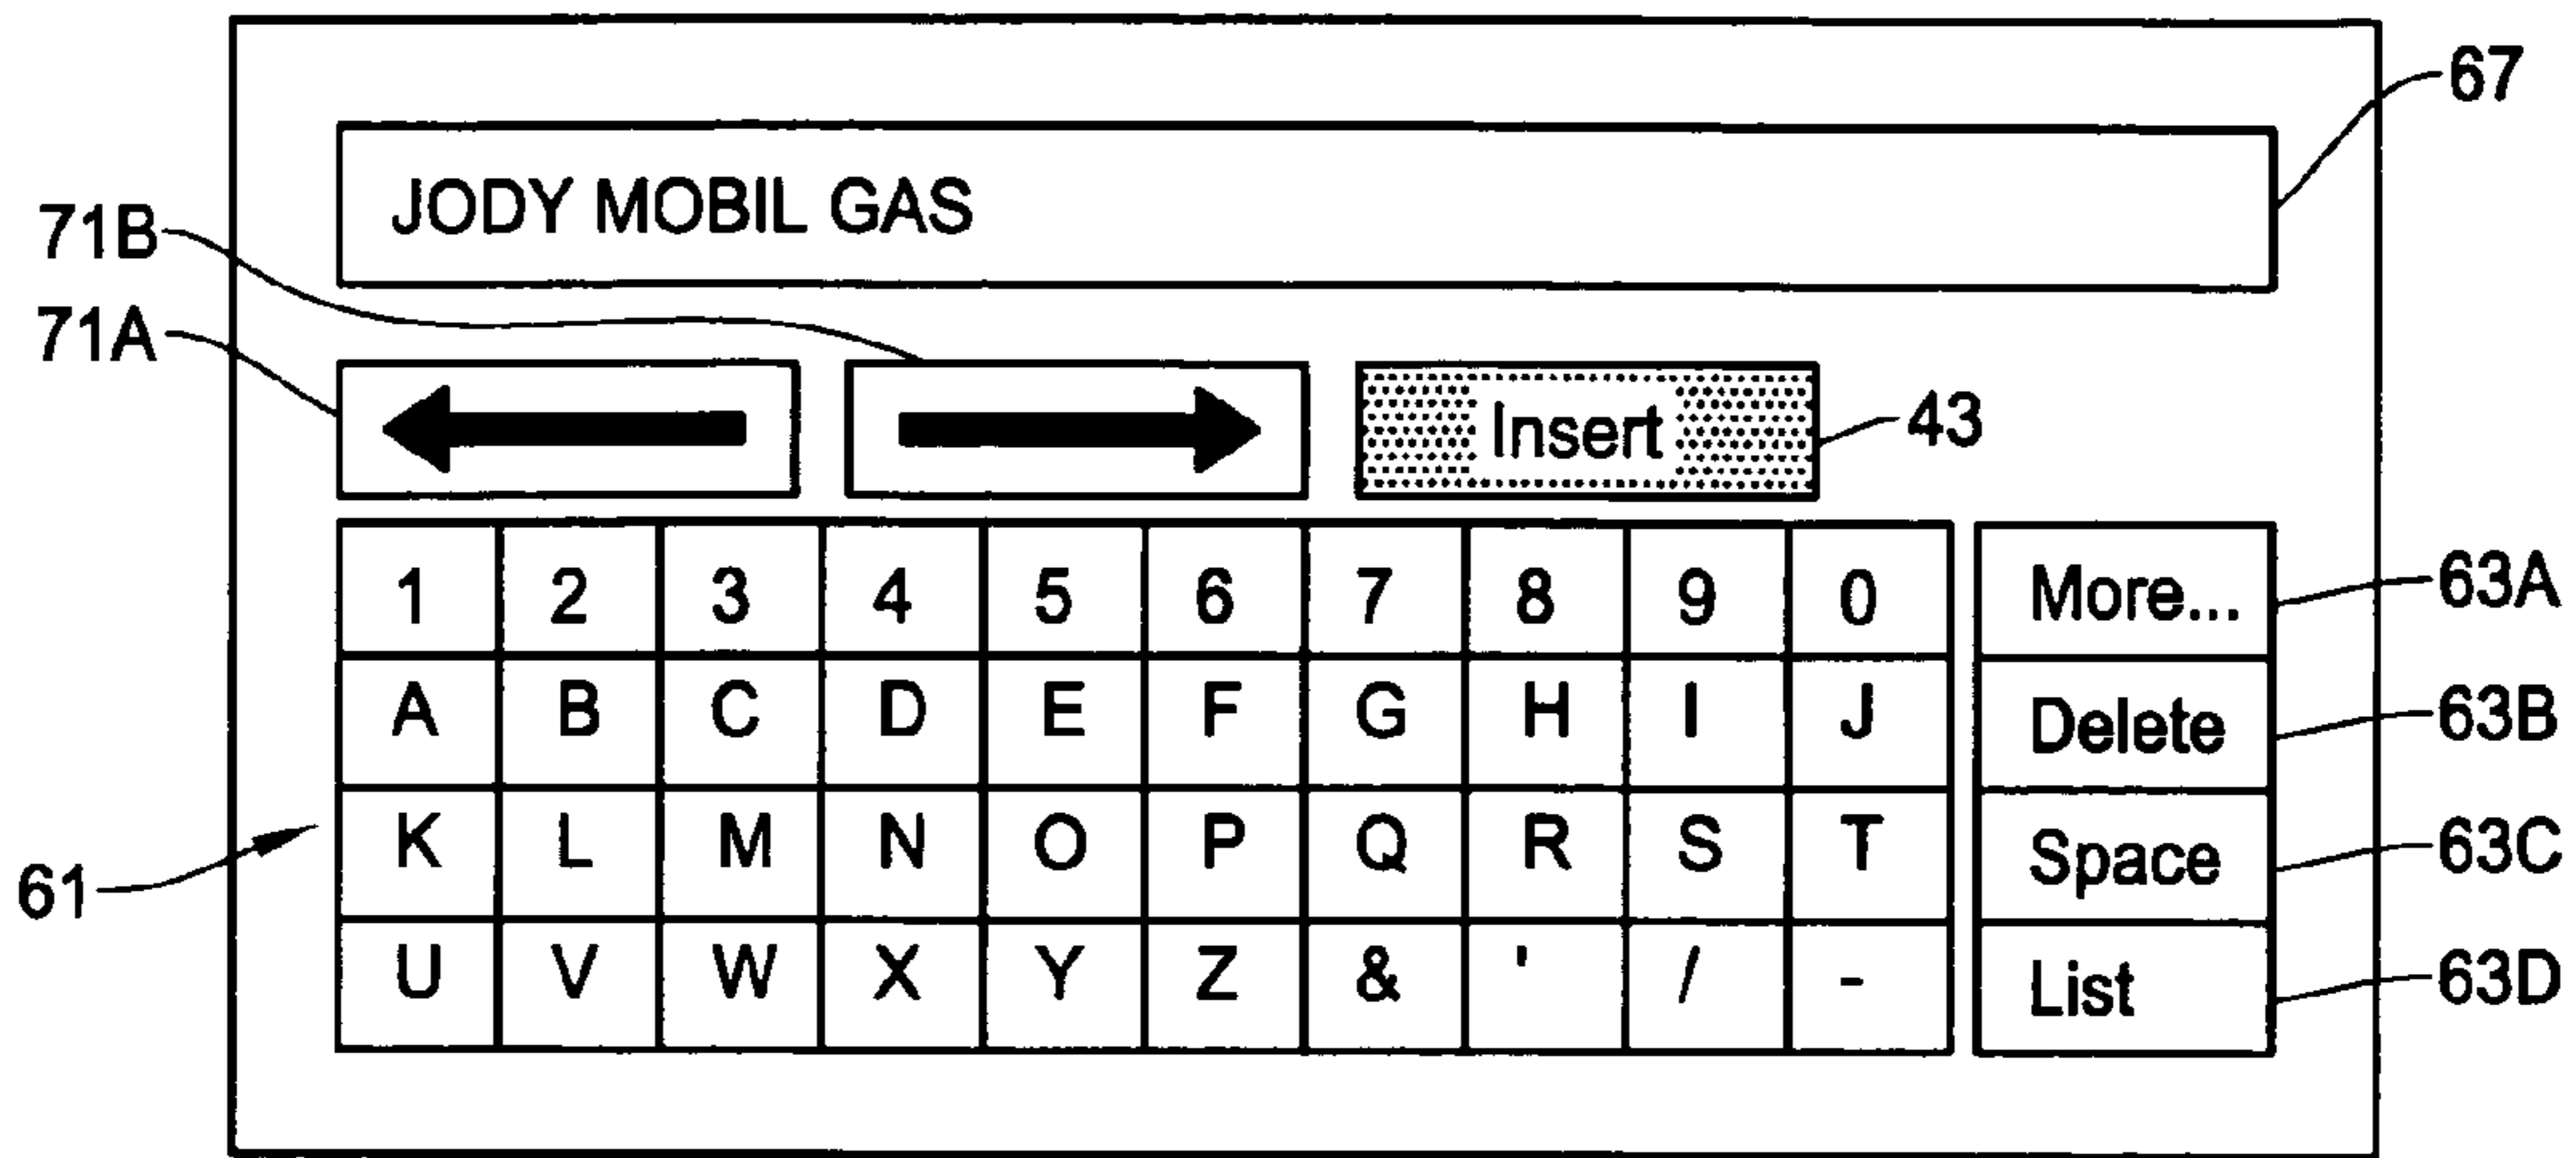 67
JODY MOBIL GAS
71B
71A
Insert
43
1 2 3 4 5 6 7 8 9 0 More... 63A
A B C D E F G H I J Delete 63B
K L M N O P Q R S T Space 63C
61
U V W X Y Z & ' / - List 63D